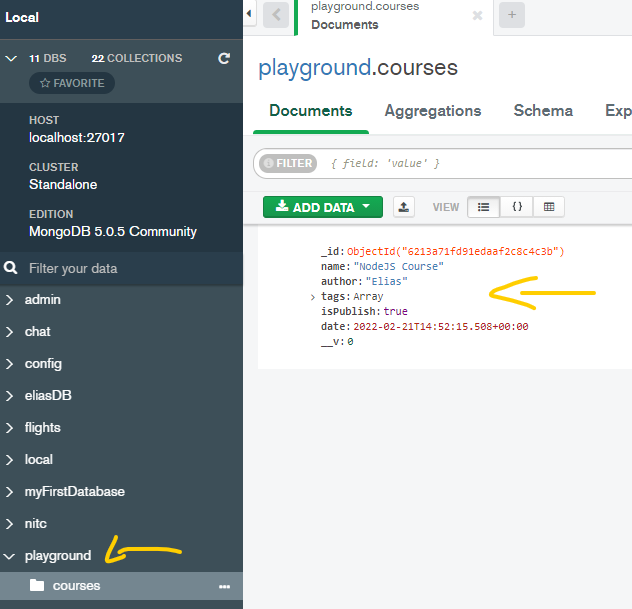 Local
11 DBS 22 COLLECTIONS
FAVORITE
HOST
localhost:27017
CLUSTER
Standalone
EDITION
MongoDB 5.0.5 Community
Filter your data
admin
chat
config
eliasDB
flights
local
myFirstDatabase
nitc
playground
courses
playground.courses
Documents
playground.courses
Documents Aggregations Schema Exp
FILTER { field: 'value' }
ADD DATA VIEW
_id: ObjectId("6213a71fd91edaaf2c8c4c3b")
name: "NodeJS Course"
author: "Elias"
tags: Array
isPublish: true
date: 2022-02-21T14:52:15.508+00:00
__v: 0